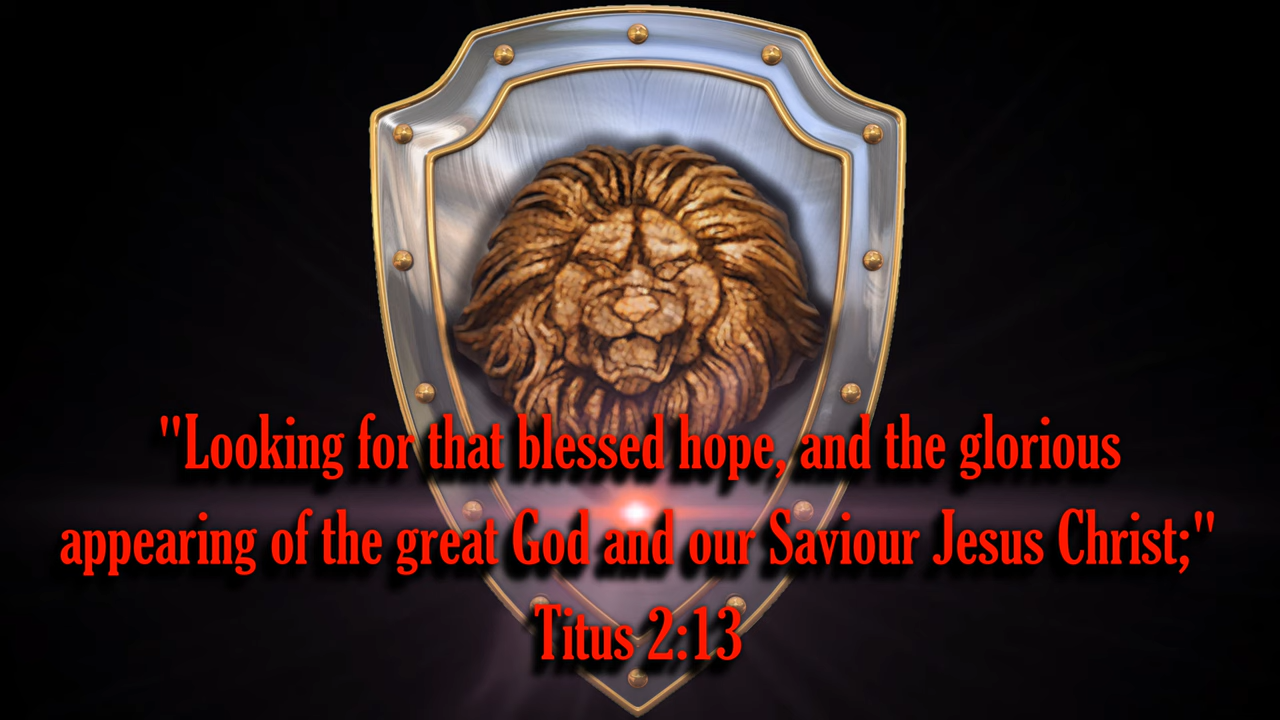 "Looking for that blessed hope, and the glorious
appearing of the great God and our Saviour Jesus Christ;"
Titus 2:13